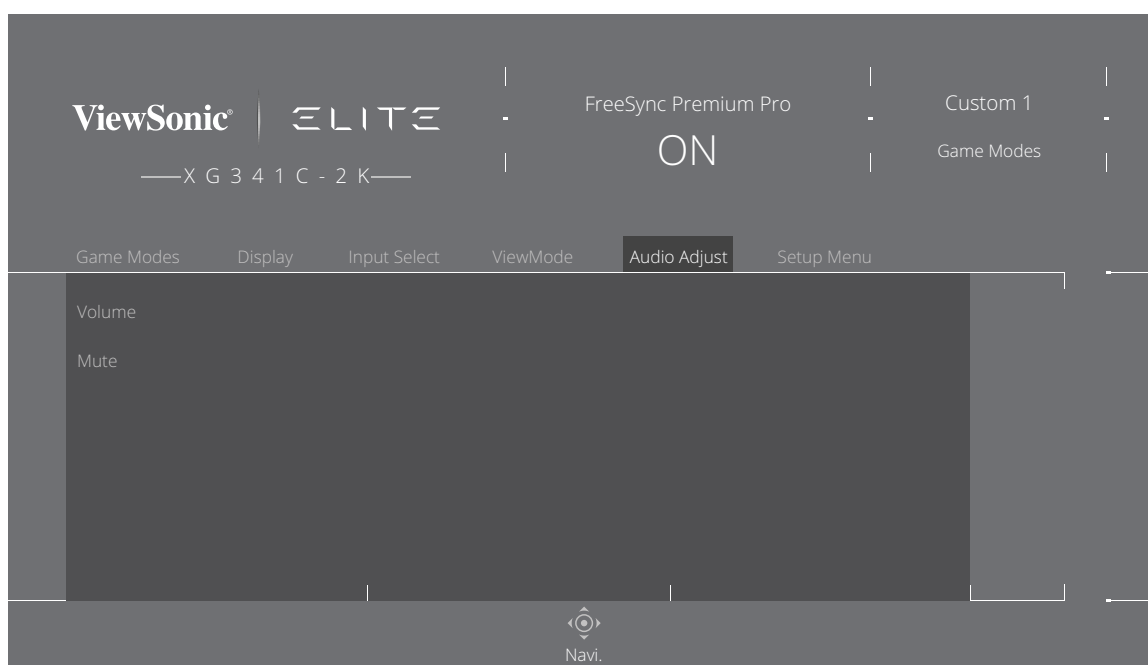 ViewSonic® ELITE
XG341C-2K
FreeSync Premium Pro
ON
Custom 1
Game Modes
Game Modes Display Input Select ViewMode Audio Adjust Setup Menu
Volume
Mute
Navi.